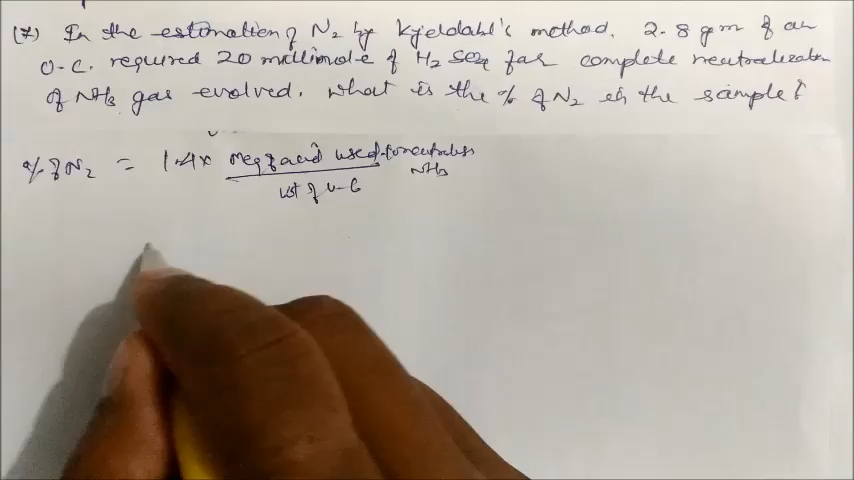 (7) In the estimation of N2 by Kjeldahl's method, 2.8 gm of an
O.C. required 20 millimole of H2SO4 for complete neutralization
of NH3 gas evolved. What is the % of N2 in the sample?
% of N2 = 1.4 x meq of acid used to neutralise NH3
wt of O.C